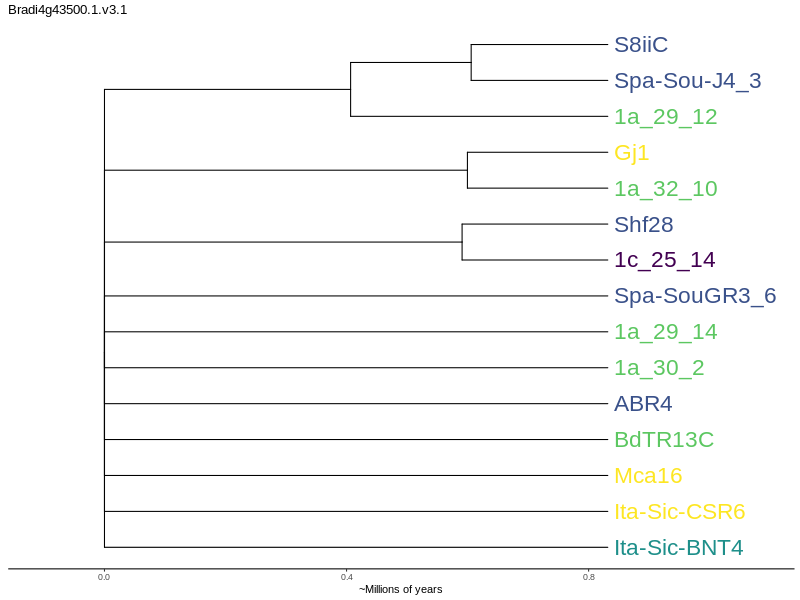 Bradi4g43500.1.v3.1
S8iiC
Spa-Sou-J4_3
1a_29_12
Gj1
1a_32_10
Shf28
1c_25_14
Spa-SouGR3_6
1a_29_14
1a_30_2
ABR4
BdTR13C
Mca16
Ita-Sic-CSR6
Ita-Sic-BNT4
0.0 0.4 0.8
~Millions of years